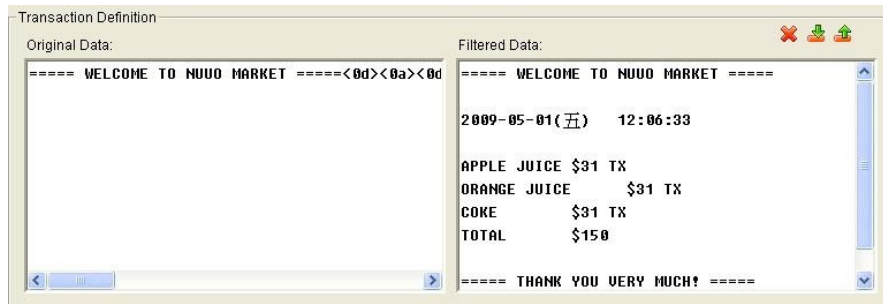 Transaction Definition
Original Data:
===== WELCOME TO NUUO MARKET =====<0d><0a><0d
Filtered Data:
===== WELCOME TO NUUO MARKET =====
2009-05-01(五) 12:06:33
APPLE JUICE $31 TX
ORANGE JUICE $31 TX
COKE $31 TX
TOTAL $150
===== THANK YOU VERY MUCH! =====